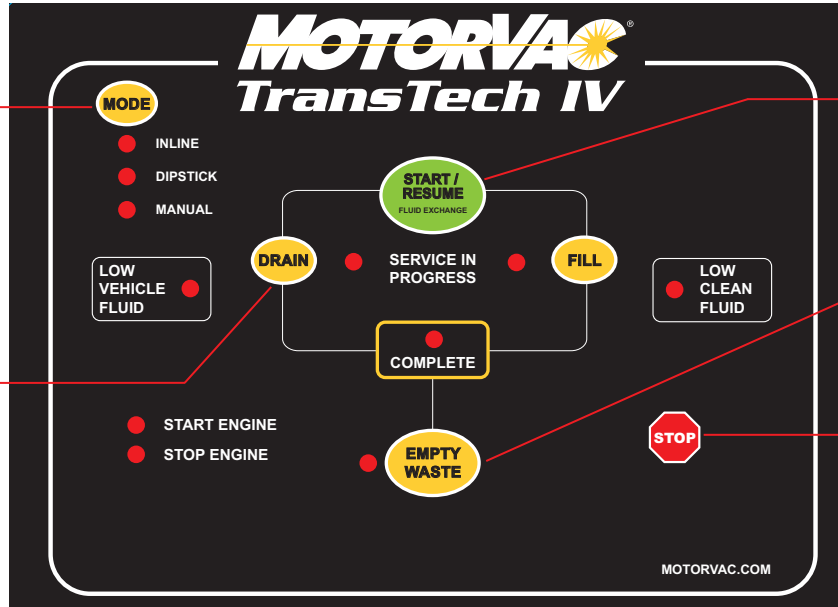 MOTORVAC®
TransTech IV
MODE
INLINE
DIPSTICK
MANUAL
START /
RESUME
FLUID EXCHANGE
DRAIN
SERVICE IN
PROGRESS
FILL
LOW
VEHICLE
FLUID
LOW
CLEAN
FLUID
COMPLETE
START ENGINE
STOP ENGINE
EMPTY
WASTE
STOP
MOTORVAC.COM